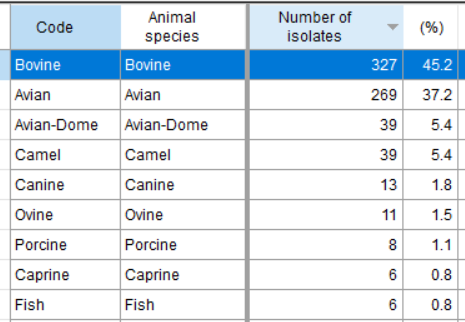 Code Animal species Number of isolates (%)
Bovine Bovine 327 45.2
Avian Avian 269 37.2
Avian-Dome Avian-Dome 39 5.4
Camel Camel 39 5.4
Canine Canine 13 1.8
Ovine Ovine 11 1.5
Porcine Porcine 8 1.1
Caprine Caprine 6 0.8
Fish Fish 6 0.8